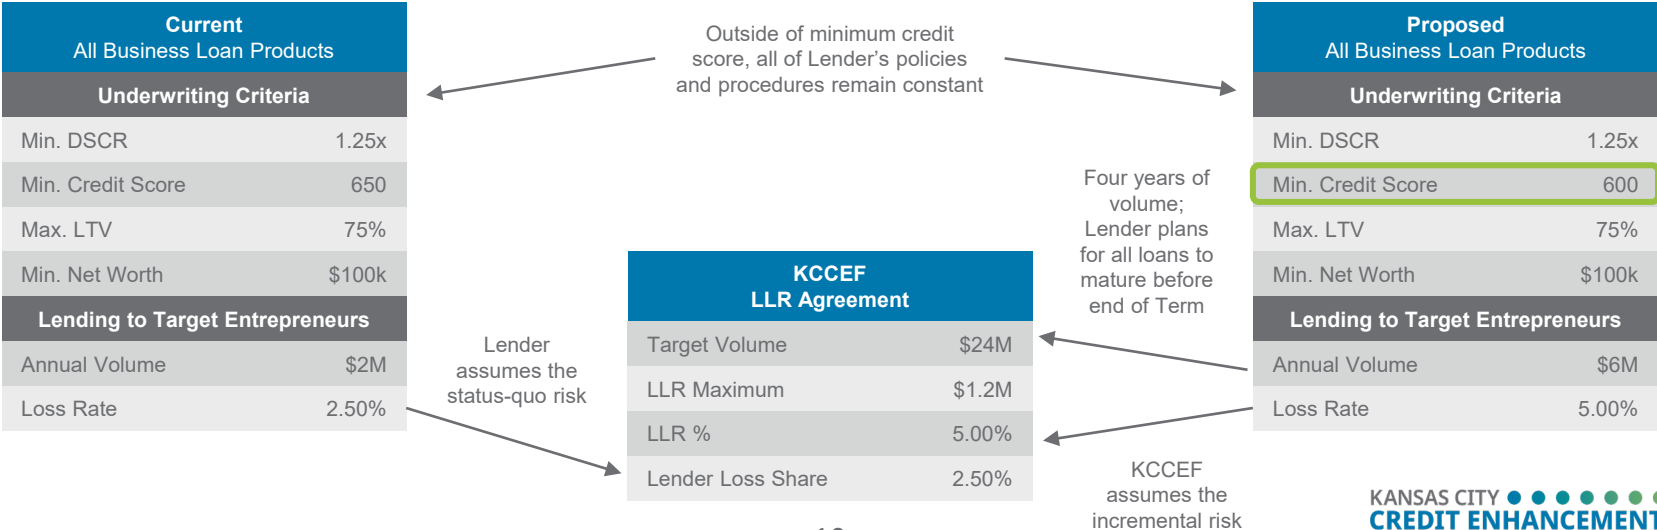 Current
All Business Loan Products
Underwriting Criteria
Min. DSCR 1.25x
Min. Credit Score 650
Max. LTV 75%
Min. Net Worth $100k
Lending to Target Entrepreneurs
Annual Volume $2M
Loss Rate 2.50%
Outside of minimum credit
score, all of Lender's policies
and procedures remain constant
Lender
assumes the
status-quo risk
KCCEF
LLR Agreement
Target Volume $24M
LLR Maximum $1.2M
LLR % 5.00%
Lender Loss Share 2.50%
Four years of
volume;
Lender plans
for all loans to
mature before
end of Term
KCCEF
assumes the
incremental risk
Proposed
All Business Loan Products
Underwriting Criteria
Min. DSCR 1.25x
Min. Credit Score 600
Max. LTV 75%
Min. Net Worth $100k
Lending to Target Entrepreneurs
Annual Volume $6M
Loss Rate 5.00%
KANSAS CITY
CREDIT ENHANCEMENT